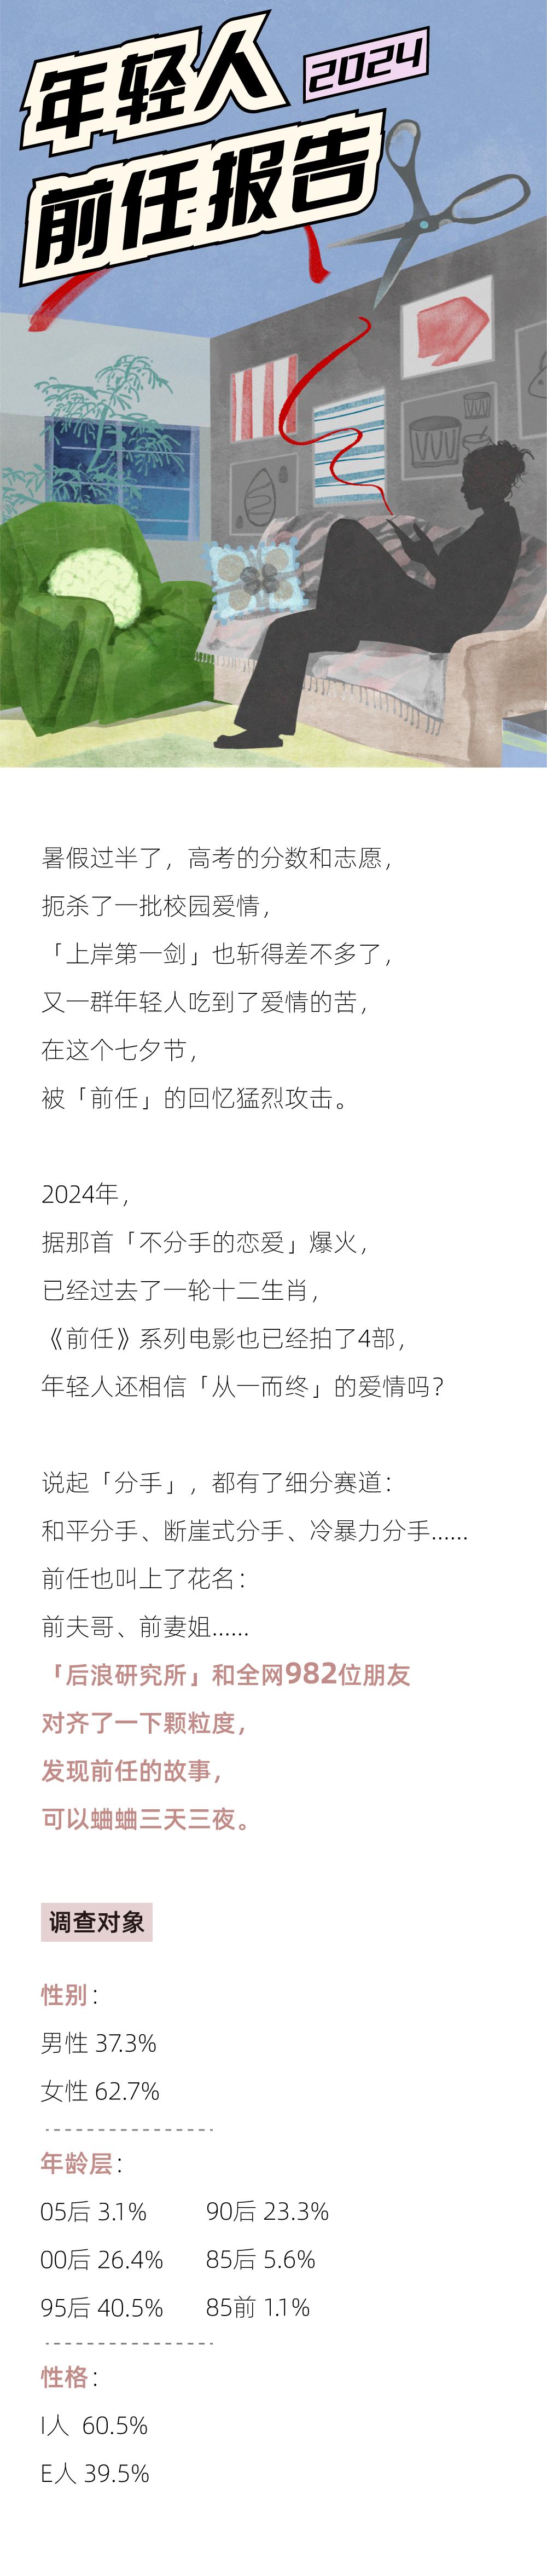 年轻人
2024
前任报告
暑假过半了，高考的分数和志愿，
扼杀了一批校园爱情，
「上岸第一剑」也斩得差不多了，
又一群年轻人吃到了爱情的苦，
在这个七夕节，
被「前任」的回忆猛烈攻击。
2024年，
据那首「不分手的恋爱」爆火，
已经过去了一轮十二生肖，
《前任》系列电影也已经拍了4部，
年轻人还相信「从一而终」的爱情吗？
说起「分手」，都有了细分赛道：
和平分手、断崖式分手、冷暴力分手......
前任也叫上了花名：
前夫哥、前妻姐......
「后浪研究所」和全网982位朋友
对齐了一下颗粒度，
发现前任的故事，
可以蛐蛐三天三夜。
调查对象
性别：
男性 37.3%
女性 62.7%
年龄层：
05后 3.1% 90后 23.3%
00后 26.4% 85后 5.6%
95后 40.5% 85前 1.1%
性格：
I人 60.5%
E人 39.5%